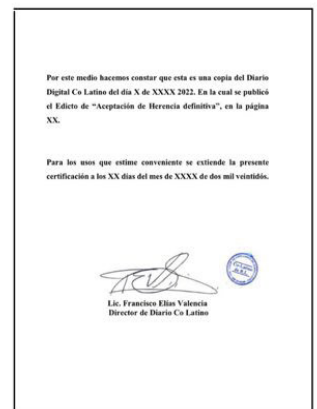 Por este medio hacemos constar que esta es una copia del Diario
Digital Co Latino del día X de XXXX 2022. En la cual se publicó
el Edicto de “Aceptación de Herencia definitiva”, en la página
XX.
Para los usos que estime conveniente se extiende la presente
certificación a los XX días del mes de XXXX de dos mil veintidós.
Lic. Francisco Elías Valencia
Director de Diario Co Latino